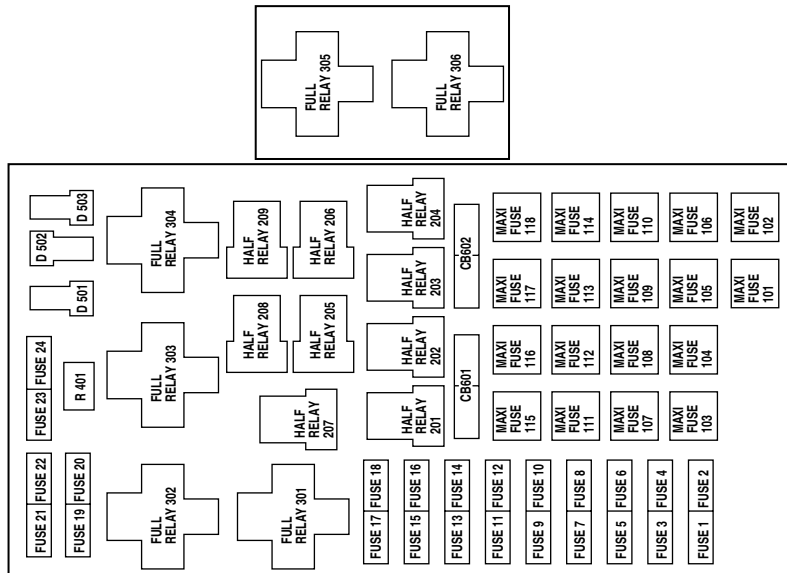 FULL
RELAY 305
FULL
RELAY 306
D 503
D 502
D 501
FULL
RELAY 304
HALF
RELAY 209
HALF
RELAY 206
HALF
RELAY
204
CB602
MAXI
FUSE
118
MAXI
FUSE
114
MAXI
FUSE
110
MAXI
FUSE
106
MAXI
FUSE
102
HALF
RELAY
203
MAXI
FUSE
117
MAXI
FUSE
113
MAXI
FUSE
109
MAXI
FUSE
105
MAXI
FUSE
101
FUSE 24
FUSE 23
R 401
FULL
RELAY 303
HALF
RELAY 208
HALF
RELAY 205
HALF
RELAY
202
CB601
MAXI
FUSE
116
MAXI
FUSE
112
MAXI
FUSE
108
MAXI
FUSE
104
HALF
RELAY
207
HALF
RELAY
201
MAXI
FUSE
115
MAXI
FUSE
111
MAXI
FUSE
107
MAXI
FUSE
103
FUSE 22
FUSE 20
FUSE 21
FUSE 19
FULL
RELAY 302
FULL
RELAY 301
FUSE 18
FUSE 16
FUSE 14
FUSE 12
FUSE 10
FUSE 8
FUSE 6
FUSE 4
FUSE 2
FUSE 17
FUSE 15
FUSE 13
FUSE 11
FUSE 9
FUSE 7
FUSE 5
FUSE 3
FUSE 1